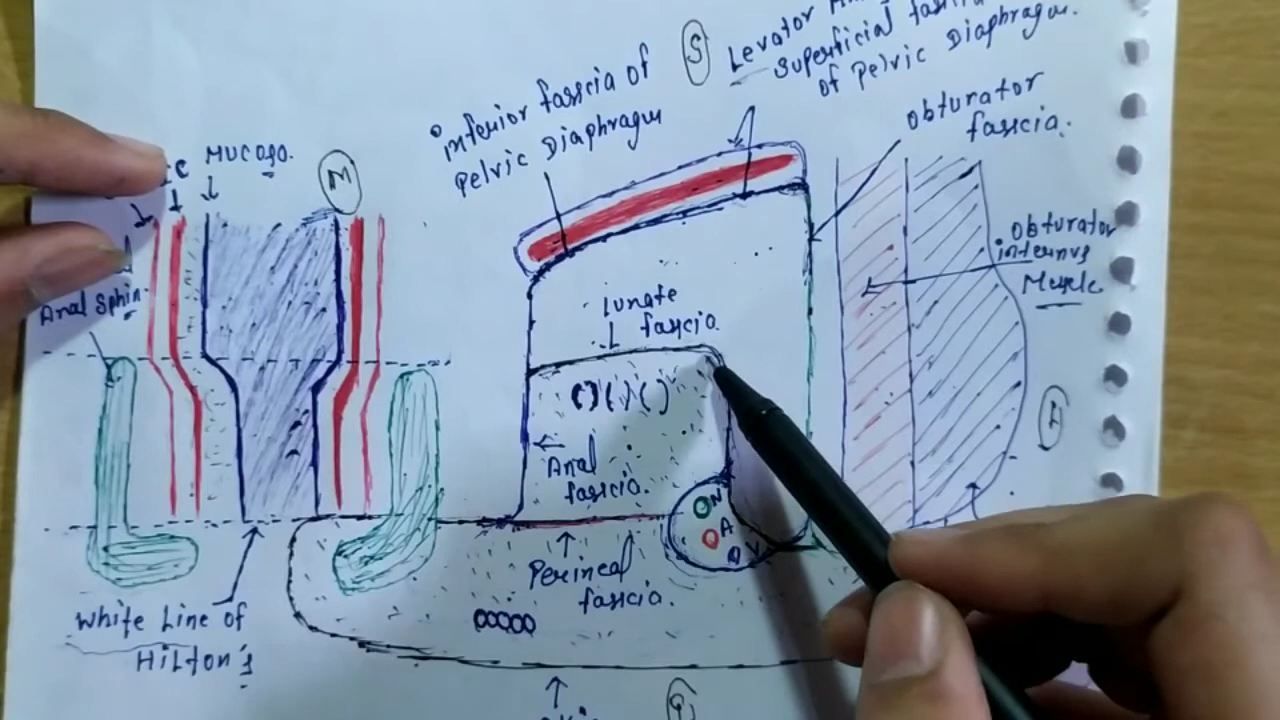 Levator
Superficial fascia
of Pelvic Diaphragm.
S
inferior fascia of
Pelvic Diaphragm
obturator
fascia.
Mucosa.
M
Anal Sphin.
obturator
internus
Muscle
Lunate
fascia.
()()()
L
Anal
fascia.
N
A
V
Perineal
fascia.
White Line of
Hilton's